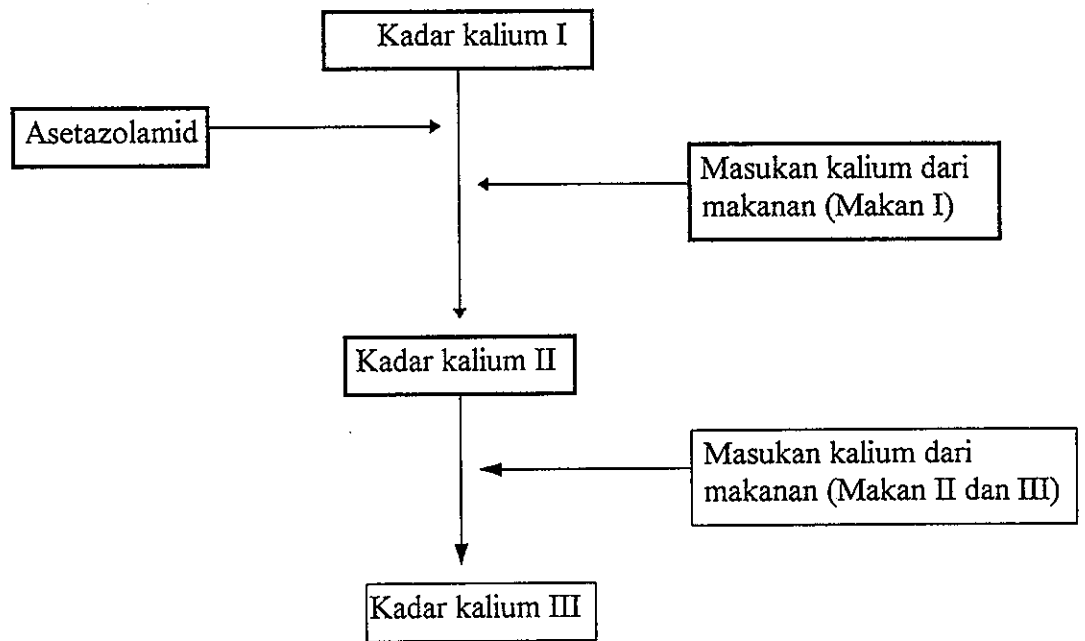 Kadar kalium I
Asetazolamid
Masukan kalium dari
makanan (Makan I)
Kadar kalium II
Masukan kalium dari
makanan (Makan II dan III)
Kadar kalium III